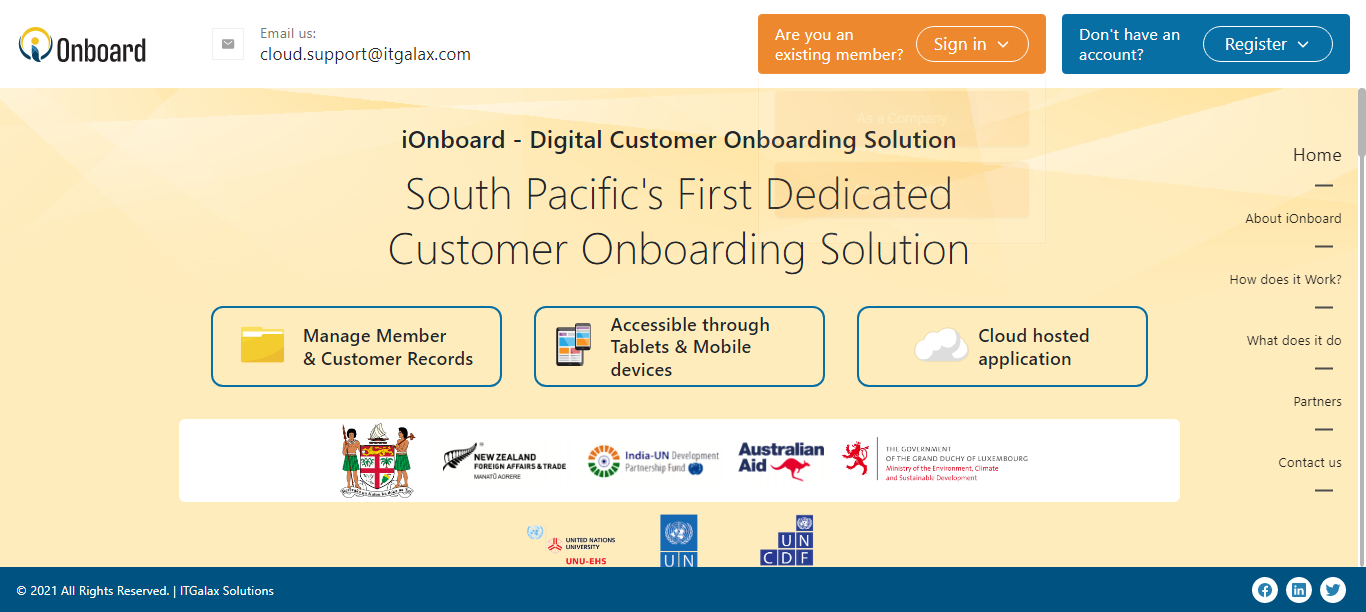 Onboard
Email us:
cloud.support@itgalax.com
Are you an
existing member?
Sign in
Don't have an
account?
Register
As a Company
iOnboard - Digital Customer Onboarding Solution
South Pacific's First Dedicated
Customer Onboarding Solution
Home
About iOnboard
How does it Work?
What does it do
Partners
Contact us
Manage Member
& Customer Records
Accessible through
Tablets & Mobile
devices
Cloud hosted
application
NEW ZEALAND
FOREIGN AFFAIRS & TRADE
MANATŪ AORERE
India-UN Development
Partnership Fund
Australian
Aid
THE GOVERNMENT
OF THE GRAND DUCHY OF LUXEMBOURG
Ministry of the Environment, Climate
and Sustainable Development
UNITED NATIONS
UNIVERSITY
UNU-EHS
UN
UN
CDF
© 2021 All Rights Reserved. | ITGalax Solutions